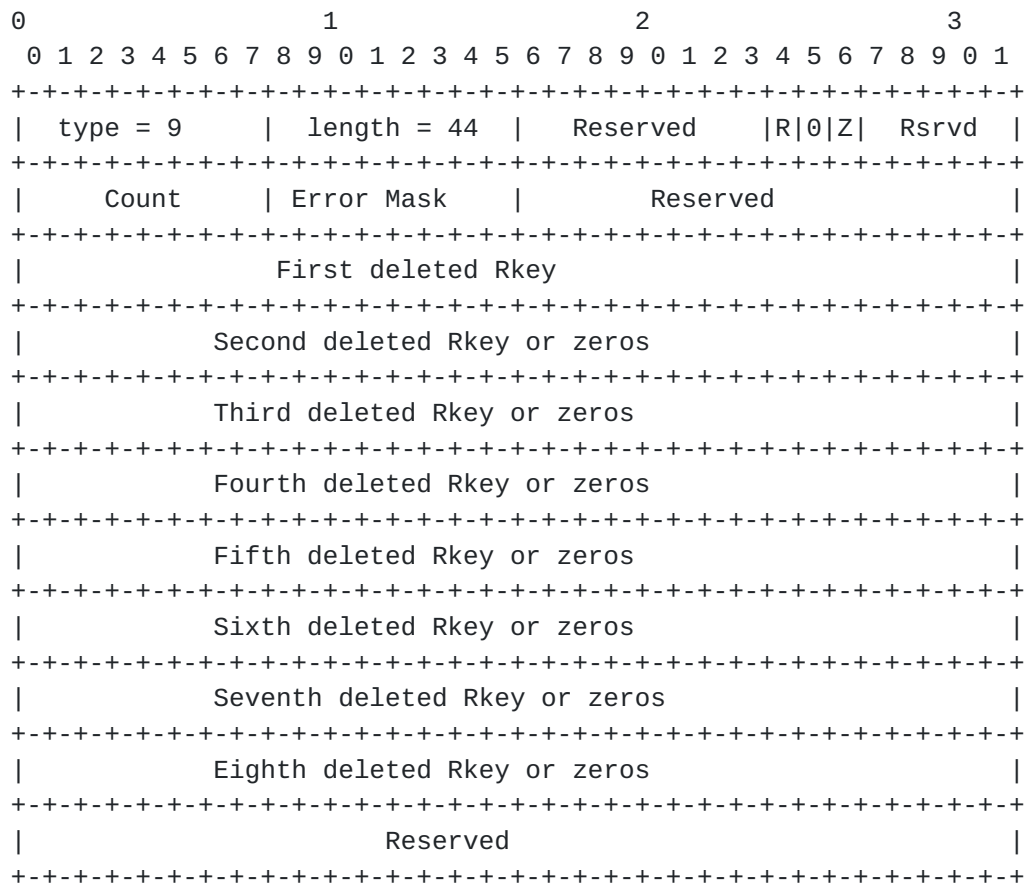 0                   1                   2                   3
 0 1 2 3 4 5 6 7 8 9 0 1 2 3 4 5 6 7 8 9 0 1 2 3 4 5 6 7 8 9 0 1
+-+-+-+-+-+-+-+-+-+-+-+-+-+-+-+-+-+-+-+-+-+-+-+-+-+-+-+-+-+-+-+-+
|  type = 9     |  length = 44  |   Reserved    |R|0|Z|  Rsrvd  |
+-+-+-+-+-+-+-+-+-+-+-+-+-+-+-+-+-+-+-+-+-+-+-+-+-+-+-+-+-+-+-+-+
|     Count     | Error Mask    |        Reserved               |
+-+-+-+-+-+-+-+-+-+-+-+-+-+-+-+-+-+-+-+-+-+-+-+-+-+-+-+-+-+-+-+-+
|                First deleted Rkey                             |
+-+-+-+-+-+-+-+-+-+-+-+-+-+-+-+-+-+-+-+-+-+-+-+-+-+-+-+-+-+-+-+-+
|            Second deleted Rkey or zeros                       |
+-+-+-+-+-+-+-+-+-+-+-+-+-+-+-+-+-+-+-+-+-+-+-+-+-+-+-+-+-+-+-+-+
|            Third deleted Rkey or zeros                        |
+-+-+-+-+-+-+-+-+-+-+-+-+-+-+-+-+-+-+-+-+-+-+-+-+-+-+-+-+-+-+-+-+
|            Fourth deleted Rkey or zeros                       |
+-+-+-+-+-+-+-+-+-+-+-+-+-+-+-+-+-+-+-+-+-+-+-+-+-+-+-+-+-+-+-+-+
|            Fifth deleted Rkey or zeros                        |
+-+-+-+-+-+-+-+-+-+-+-+-+-+-+-+-+-+-+-+-+-+-+-+-+-+-+-+-+-+-+-+-+
|            Sixth deleted Rkey or zeros                        |
+-+-+-+-+-+-+-+-+-+-+-+-+-+-+-+-+-+-+-+-+-+-+-+-+-+-+-+-+-+-+-+-+
|            Seventh deleted Rkey or zeros                      |
+-+-+-+-+-+-+-+-+-+-+-+-+-+-+-+-+-+-+-+-+-+-+-+-+-+-+-+-+-+-+-+-+
|            Eighth deleted Rkey or zeros                       |
+-+-+-+-+-+-+-+-+-+-+-+-+-+-+-+-+-+-+-+-+-+-+-+-+-+-+-+-+-+-+-+-+
|                       Reserved                                |
+-+-+-+-+-+-+-+-+-+-+-+-+-+-+-+-+-+-+-+-+-+-+-+-+-+-+-+-+-+-+-+-+